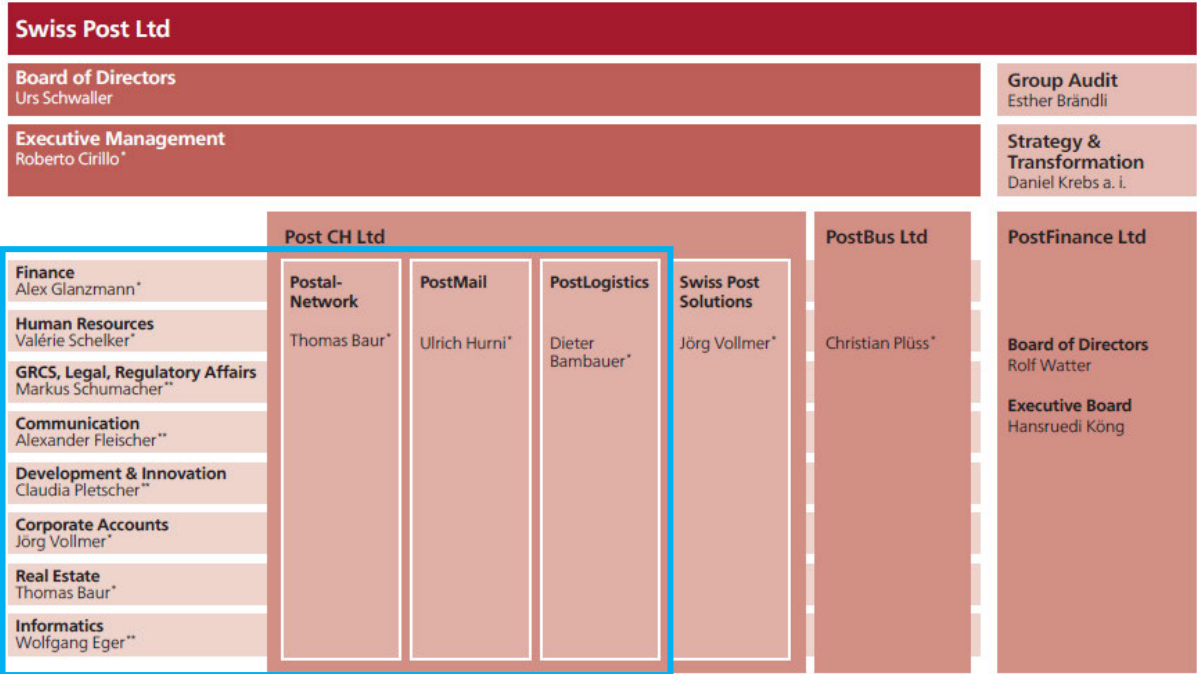 Swiss Post Ltd
Board of Directors
Urs Schwaller
Group Audit
Esther Brändli
Executive Management
Roberto Cirillo*
Strategy &
Transformation
Daniel Krebs a. i.
Post CH Ltd
PostBus Ltd
PostFinance Ltd
Finance
Alex Glanzmann*
Human Resources
Valérie Schelker*
GRCS, Legal, Regulatory Affairs
Markus Schumacher**
Communication
Alexander Fleischer**
Development & Innovation
Claudia Pletscher**
Corporate Accounts
Jörg Vollmer*
Real Estate
Thomas Baur*
Informatics
Wolfgang Eger**
Postal-
Network
Thomas Baur*
PostMail
Ulrich Hurni*
PostLogistics
Dieter
Bambauer*
Swiss Post
Solutions
Jörg Vollmer*
Christian Plüss*
Board of Directors
Rolf Watter
Executive Board
Hansruedi Köng